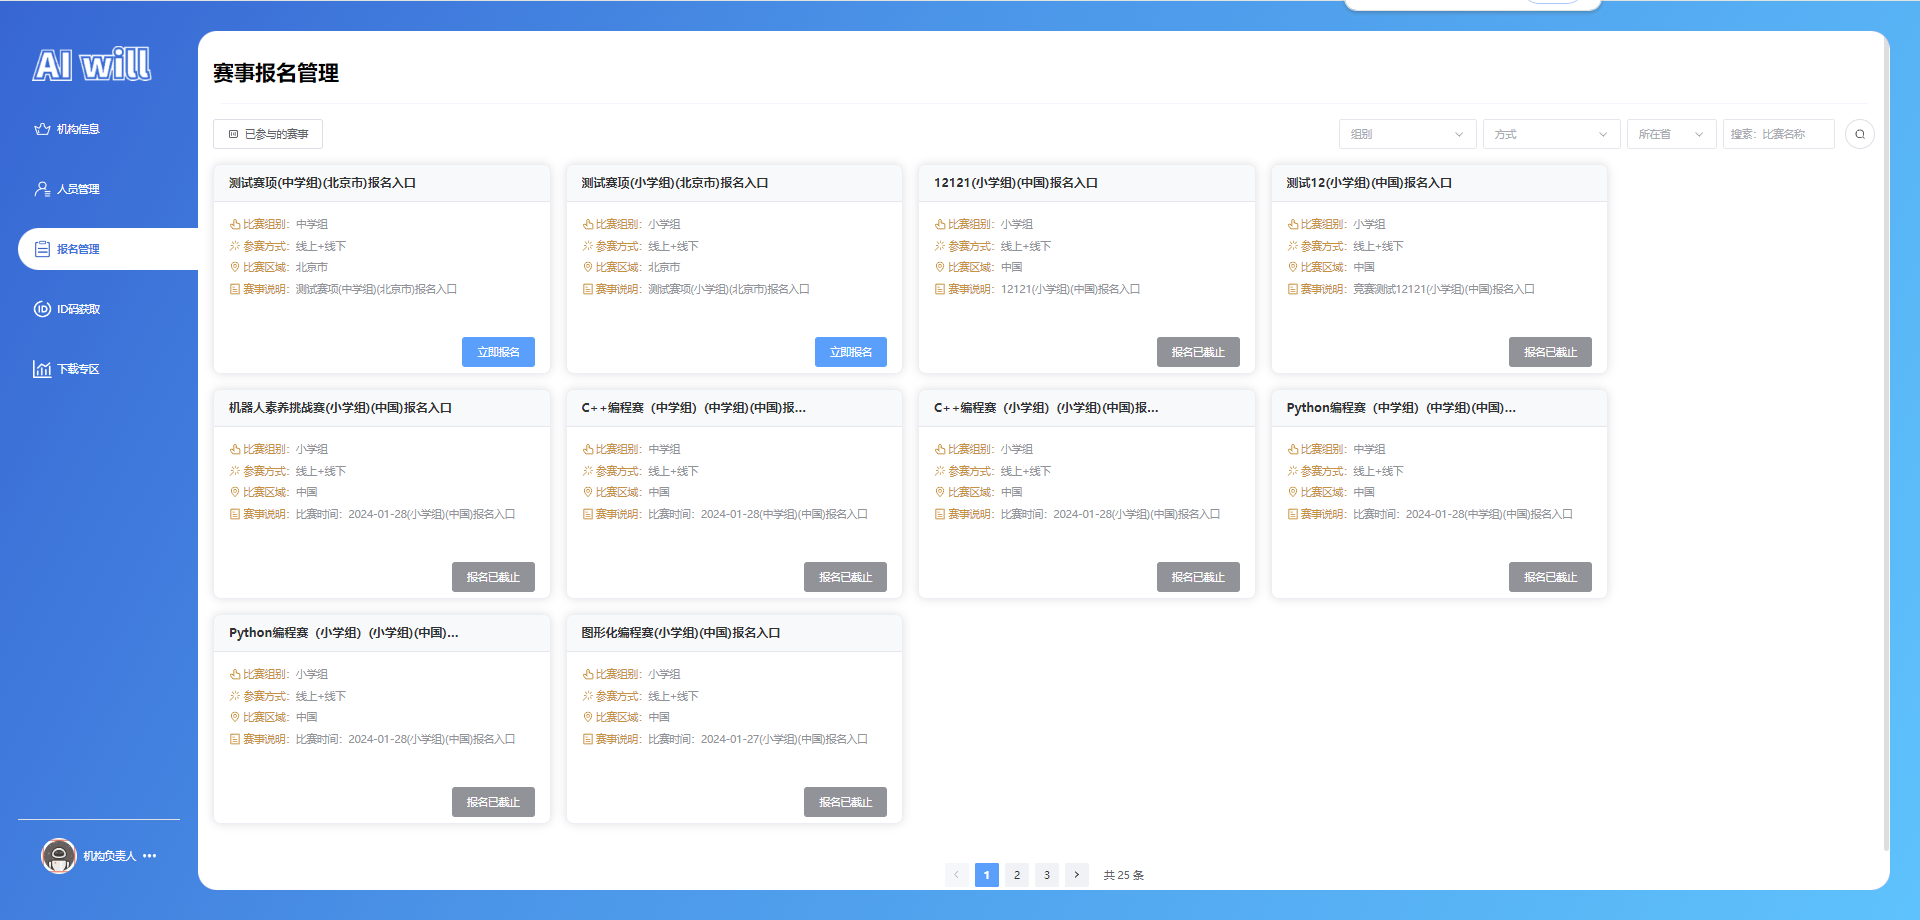 AI will
机构信息
人员管理
报名管理
ID码获取
下载专区
机构负责人 •••
赛事报名管理
已参与的赛事
组别
方式
所在省
搜索：比赛名称
测试赛项(中学组)(北京市)报名入口
比赛组别：中学组
参赛方式：线上+线下
比赛区域：北京市
赛事说明：测试赛项(中学组)(北京市)报名入口
立即报名
测试赛项(小学组)(北京市)报名入口
比赛组别：小学组
参赛方式：线上+线下
比赛区域：北京市
赛事说明：测试赛项(小学组)(北京市)报名入口
立即报名
12121(小学组)(中国)报名入口
比赛组别：小学组
参赛方式：线上+线下
比赛区域：中国
赛事说明：12121(小学组)(中国)报名入口
报名已截止
测试12(小学组)(中国)报名入口
比赛组别：小学组
参赛方式：线上+线下
比赛区域：中国
赛事说明：竞赛测试12121(小学组)(中国)报名入口
报名已截止
机器人素养挑战赛(小学组)(中国)报名入口
比赛组别：小学组
参赛方式：线上+线下
比赛区域：中国
赛事说明：比赛时间：2024-01-28(小学组)(中国)报名入口
报名已截止
C++编程赛（中学组）(中学组)(中国)报...
比赛组别：中学组
参赛方式：线上+线下
比赛区域：中国
赛事说明：比赛时间：2024-01-28(中学组)(中国)报名入口
报名已截止
C++编程赛（小学组）(小学组)(中国)报...
比赛组别：小学组
参赛方式：线上+线下
比赛区域：中国
赛事说明：比赛时间：2024-01-28(小学组)(中国)报名入口
报名已截止
Python编程赛（中学组）(中学组)(中国)...
比赛组别：中学组
参赛方式：线上+线下
比赛区域：中国
赛事说明：比赛时间：2024-01-28(中学组)(中国)报名入口
报名已截止
Python编程赛（小学组）(小学组)(中国)...
比赛组别：小学组
参赛方式：线上+线下
比赛区域：中国
赛事说明：比赛时间：2024-01-28(小学组)(中国)报名入口
报名已截止
图形化编程赛(小学组)(中国)报名入口
比赛组别：小学组
参赛方式：线上+线下
比赛区域：中国
赛事说明：比赛时间：2024-01-27(小学组)(中国)报名入口
报名已截止
1 2 3 共 25 条